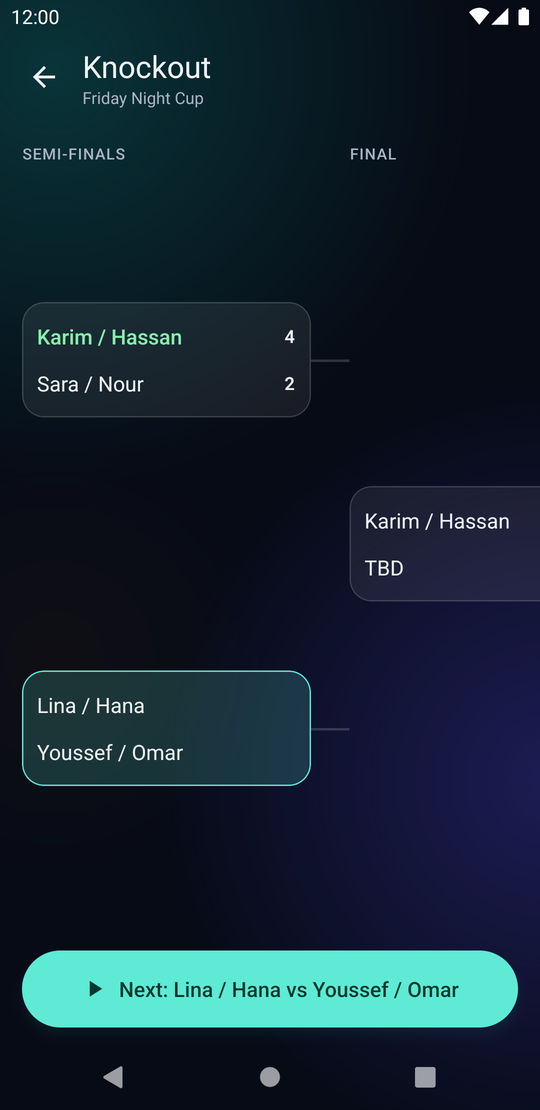 12:00
Knockout
Friday Night Cup
SEMI-FINALS
FINAL
Karim / Hassan 4
Sara / Nour 2
Karim / Hassan
TBD
Lina / Hana
Youssef / Omar
Next: Lina / Hana vs Youssef / Omar